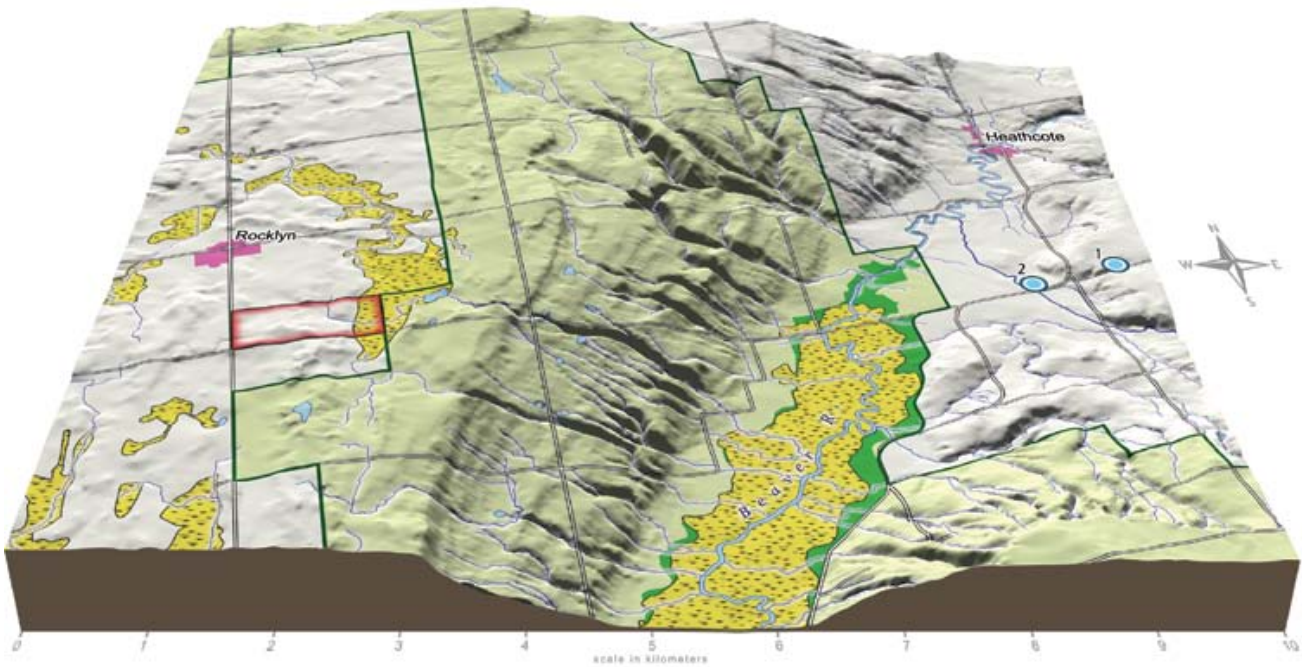 Heathcote
Rocklyn
N
W E
S
1
2
Beaver R
0 1 2 3 4 5 6 7 8 9 10
scale in kilometers